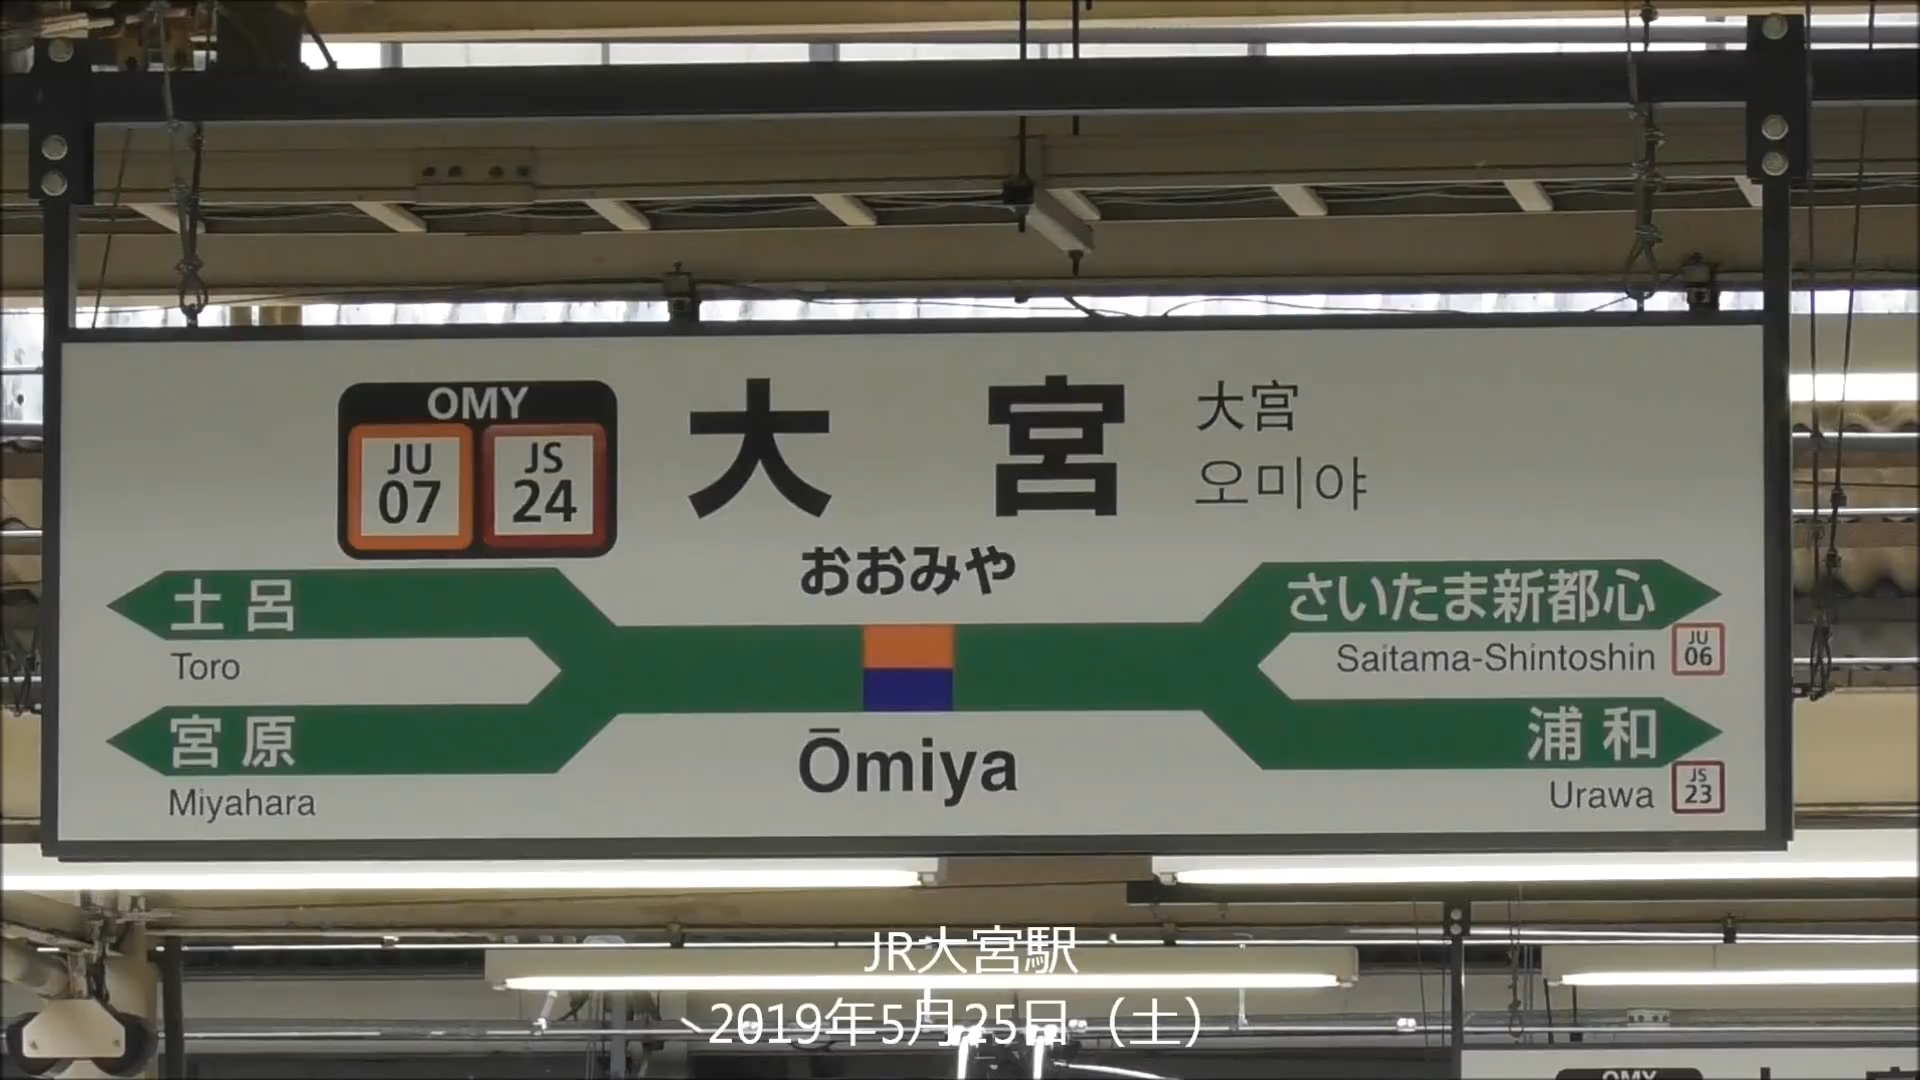 OMY
JU
07
JS
24
大宮
大宮
오미야
おおみや
土呂
Toro
宮原
Miyahara
Ōmiya
さいたま新都心
Saitama-Shintoshin
JU
06
浦和
Urawa
JS
23
JR大宮駅
2019年5月25日（土）
OMY